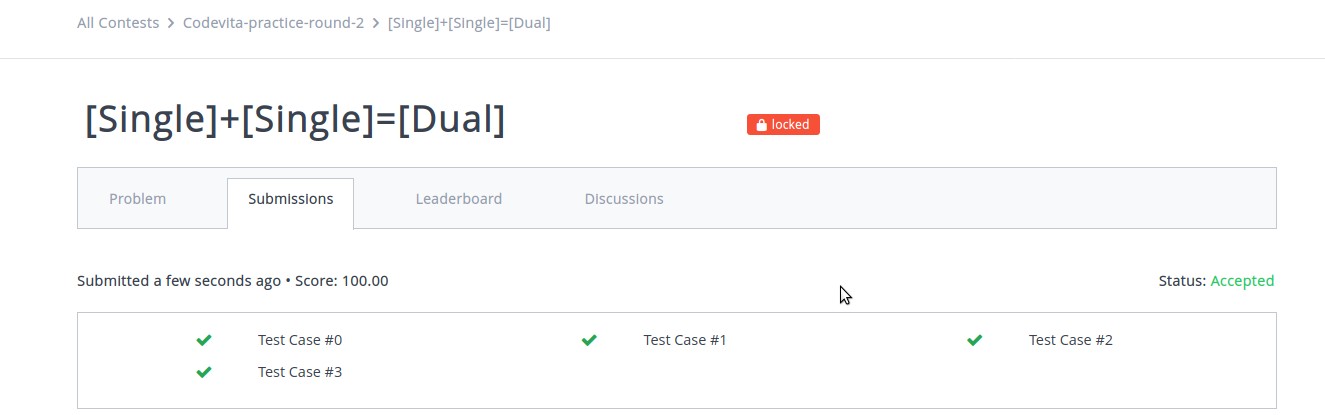 All Contests > Codevita-practice-round-2 > [Single]+[Single]=[Dual]
[Single]+[Single]=[Dual]
locked
Problem Submissions Leaderboard Discussions
Submitted a few seconds ago • Score: 100.00 Status: Accepted
Test Case #0 Test Case #1 Test Case #2
Test Case #3